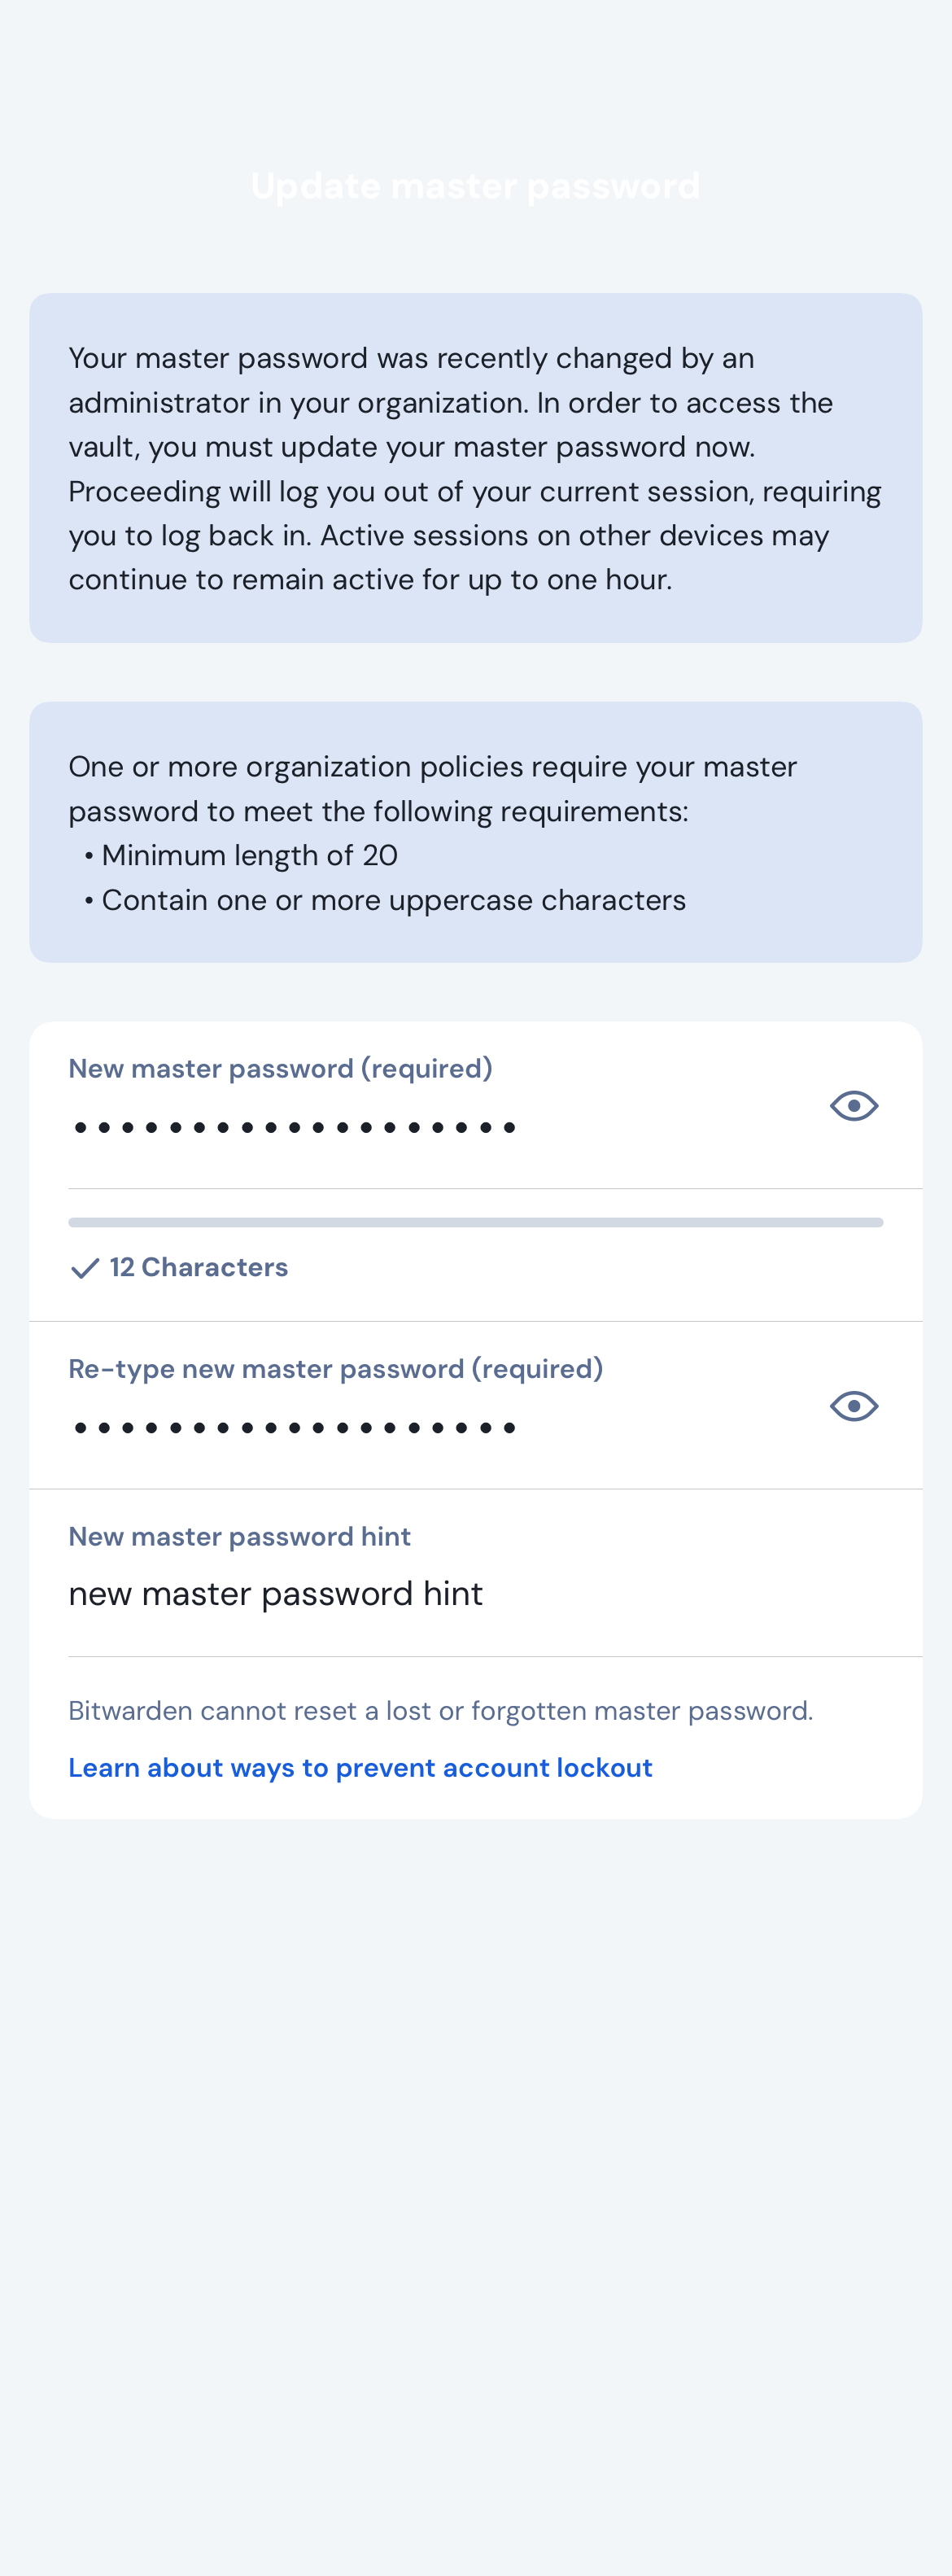 Update master password
Your master password was recently changed by an
administrator in your organization. In order to access the
vault, you must update your master password now.
Proceeding will log you out of your current session, requiring
you to log back in. Active sessions on other devices may
continue to remain active for up to one hour.
One or more organization policies require your master
password to meet the following requirements:
• Minimum length of 20
• Contain one or more uppercase characters
New master password (required)
•••••••••••••••••••
12 Characters
Re-type new master password (required)
•••••••••••••••••••
New master password hint
new master password hint
Bitwarden cannot reset a lost or forgotten master password.
Learn about ways to prevent account lockout